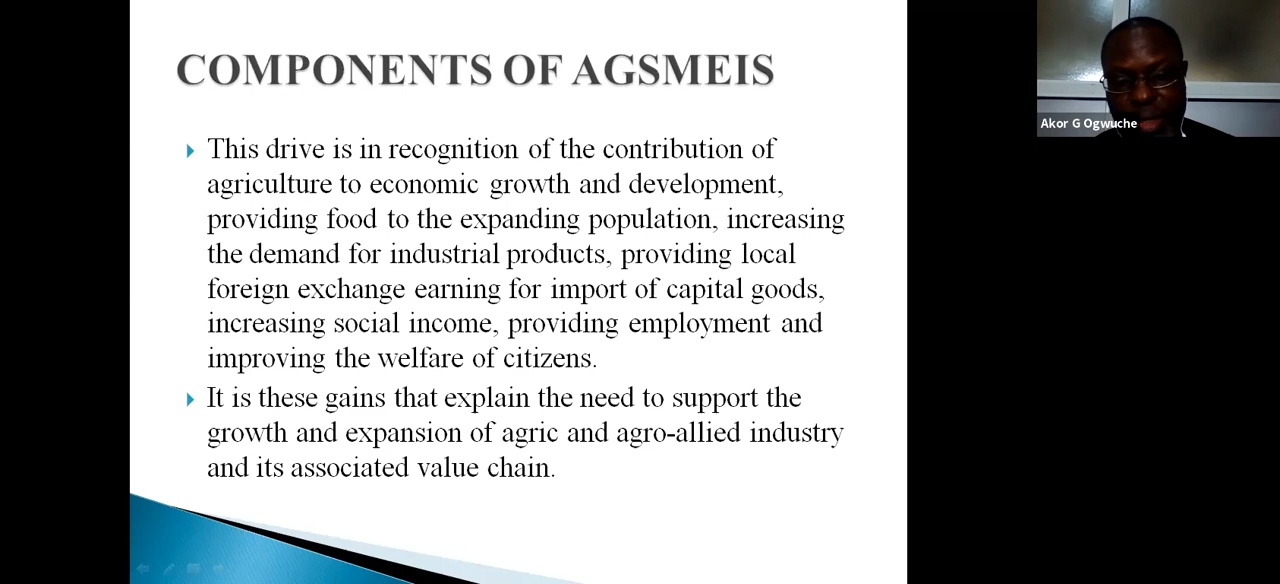 COMPONENTS OF AGSMEIS
This drive is in recognition of the contribution of
agriculture to economic growth and development,
providing food to the expanding population, increasing
the demand for industrial products, providing local
foreign exchange earning for import of capital goods,
increasing social income, providing employment and
improving the welfare of citizens.
It is these gains that explain the need to support the
growth and expansion of agric and agro-allied industry
and its associated value chain.
Akor G Ogwuche